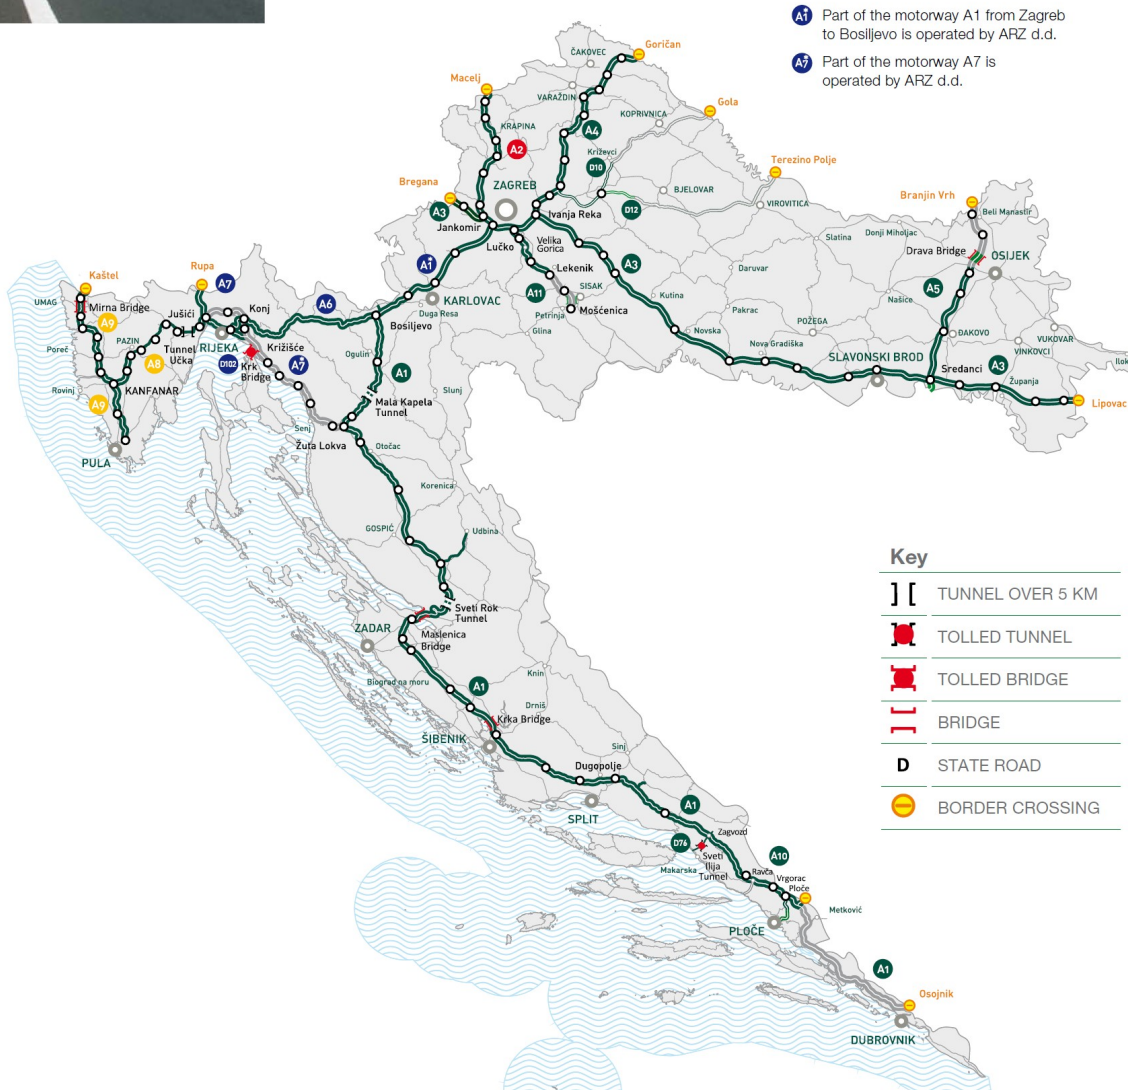 A1* Part of the motorway A1 from Zagreb
to Bosiljevo is operated by ARZ d.d.
A7* Part of the motorway A7 is
operated by ARZ d.d.
Goričan
ČAKOVEC
Macelj
VARAŽDIN
Gola
KOPRIVNICA
KRAPINA
A4
A2
Križevci
D10
Terezino Polje
Bregana
ZAGREB
BJELOVAR
Branjin Vrh
VIROVITICA
A3
Ivanja Reka
D12
Beli Manastir
Jankomir
Donji Miholjac
Slatina
Lučko
Velika
Gorica
Drava Bridge
OSIJEK
A1*
A3
Lekenik
Daruvar
Rupa
Kaštel
A7
A11
SISAK
A5
UMAG
Mirna Bridge
Konj
A6
KARLOVAC
Kutina
Našice
Jušići
Duga Resa
Petrinja
Mošćenica
Pakrac
A9
Bosiljevo
Glina
POŽEGA
VUKOVAR
PAZIN
RIJEKA
Križišće
Novska
ĐAKOVO
Poreč
Tunnel
Učka
Nova Gradiška
VINKOVCI
A8
D102
Krk
Bridge
A7*
Ogulin
SLAVONSKI BROD
Ilok
A1
Sredanci
A3
Rovinj
KANFANAR
Slunj
Županja
A9
Mala Kapela
Tunnel
Lipovac
Senj
Žuta Lokva
Otočac
PULA
Korenica
GOSPIĆ
Udbina
Key
TUNNEL OVER 5 KM
Sveti Rok
Tunnel
ZADAR
Maslenica
Bridge
TOLLED TUNNEL
Knin
TOLLED BRIDGE
Biograd na moru
A1
Drniš
Krka Bridge
BRIDGE
ŠIBENIK
Sinj
D STATE ROAD
Dugopolje
A1
BORDER CROSSING
SPLIT
Zagvozd
D76
Sveti
Ilija
Tunnel
A10
Makarska
Ravča
Vrgorac
Ploče
Metković
PLOČE
A1
Osojnik
DUBROVNIK